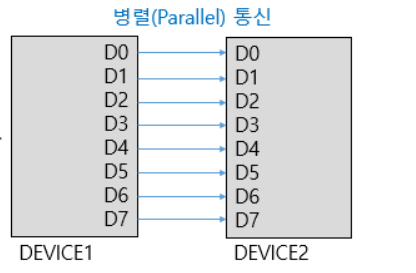 병렬(Parallel) 통신
D0 D0
D1 D1
D2 D2
D3 D3
D4 D4
D5 D5
D6 D6
D7 D7
DEVICE1 DEVICE2